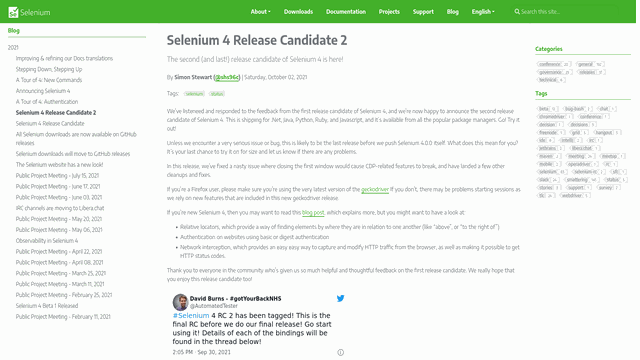 Selenium
About
Downloads
Documentation
Projects
Support
Blog
English
Search this site...
Blog
2021
Improving & refining our Docs translations
Stepping Down, Stepping Up
A Tour of 4: New Commands
Announcing Selenium 4
A Tour of 4: Authentication
Selenium 4 Release Candidate 2
Selenium 4 Release Candidate
All Selenium downloads are now available on GitHub
releases
Selenium downloads will move to GitHub releases
The Selenium website has a new look!
Public Project Meeting - July 15, 2021
Public Project Meeting - June 17, 2021
Public Project Meeting - June 03, 2021
IRC channels are moving to Libera.chat
Public Project Meeting - May 20, 2021
Public Project Meeting - May 06, 2021
Observability in Selenium 4
Public Project Meeting - April 22, 2021
Public Project Meeting - April 08, 2021
Public Project Meeting - March 25, 2021
Public Project Meeting - March 11, 2021
Public Project Meeting - February 25, 2021
Selenium 4 Beta 1 Released
Public Project Meeting - February 11, 2021
Selenium 4 Release Candidate 2
The second (and last!) release candidate of Selenium 4 is here!
By Simon Stewart (@shs96c) | Saturday, October 02, 2021
Tags: selenium status
We've listened and responded to the feedback from the first release candidate of Selenium 4, and we're now happy to announce the second release
candidate of Selenium 4. This is shipping for .Net, Java, Python, Ruby, and Javascript, and it's available from all the popular package managers. Go! Try it
out!
Unless we encounter a very serious issue or bug, this is likely to be the last release before we push Selenium 4.0.0 itself. What does this mean for you?
It's your last chance to try it on for size and let us know if there are any problems.
In this release, we've fixed a nasty issue where closing the first window would cause CDP-related features to break, and have landed a few other
cleanups and fixes.
If you're a Firefox user, please make sure you're using the very latest version of the geckodriver If you don't, there may be problems starting sessions as
we rely on new features that are included in this new geckodriver release.
If you're new Selenium 4, then you may want to read this blog post, which explains more, but you might want to have a look at:
Relative locators, which provide a way of finding elements by where they are in relation to one another (like "above", or "to the right of")
Authentication on websites using basic or digest authentication
Network interception, which provides an easy easy way to capture and modify HTTP traffic from the browser, as well as making it possible to get
HTTP status codes.
Thank you to everyone in the community who's given us so much helpful and thoughtful feedback on the first release candidate. We really hope that
you enjoy this release candidate too!
David Burns - #gotYourBackNHS
@AutomatedTester
#Selenium 4 RC 2 has been tagged! This is the
final RC before we do our final release! Go start
using it! Details of each of the bindings will be
found in the thread below!
2:05 PM · Sep 30, 2021
Categories
conference
general
governance
releases
technical
Tags
beta
bug-bash
chat
chromedriver
conference
decision
decisions
freenode
grid
hangout
ide
intellij
irc
jetbrains
libera.chat
mentor
meeting
meetup
mobile
operadriver
rc
selenium
selenium-ic
slack
smattering
status
stories
support
survey
tlc
webdriver